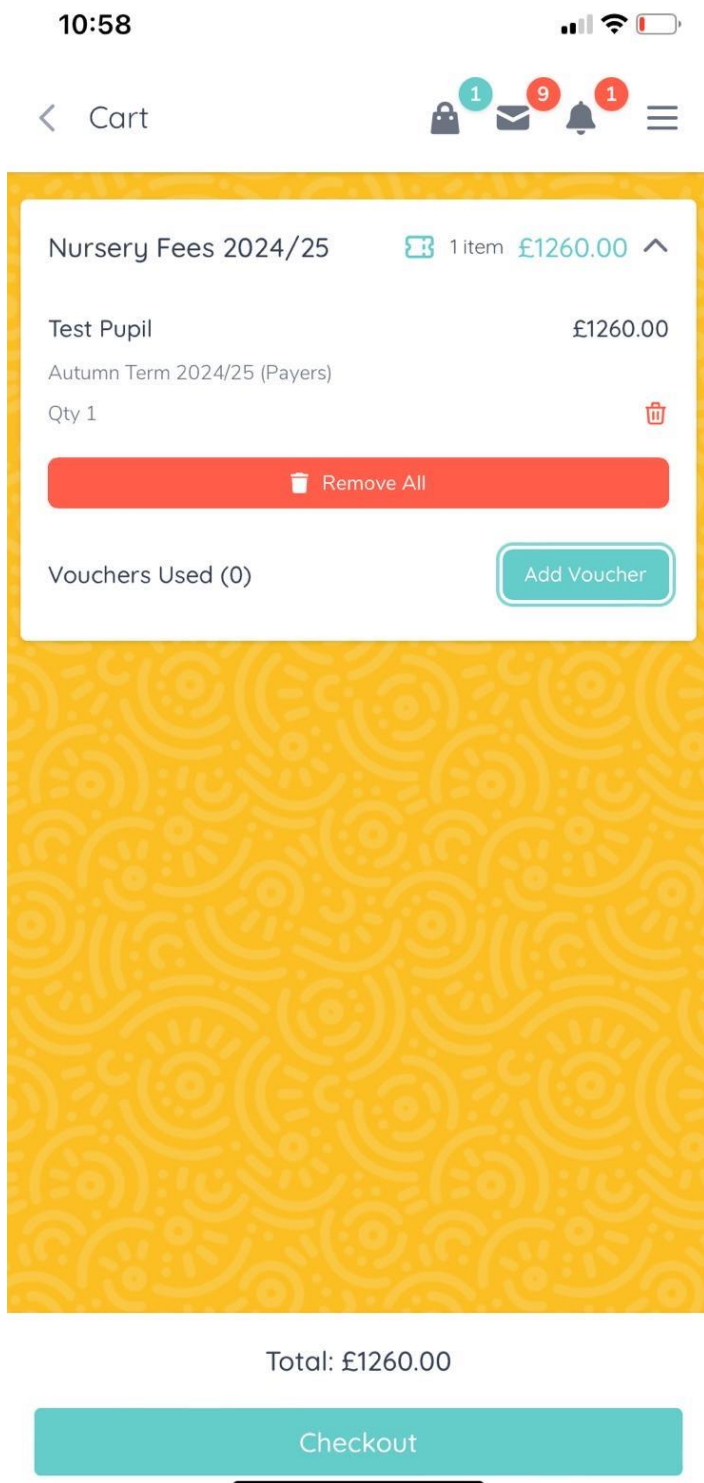 10:58
Cart
1
9
1
Nursery Fees 2024/25 1 item £1260.00
Test Pupil £1260.00
Autumn Term 2024/25 (Payers)
Qty 1
Remove All
Vouchers Used (0) Add Voucher
Total: £1260.00
Checkout